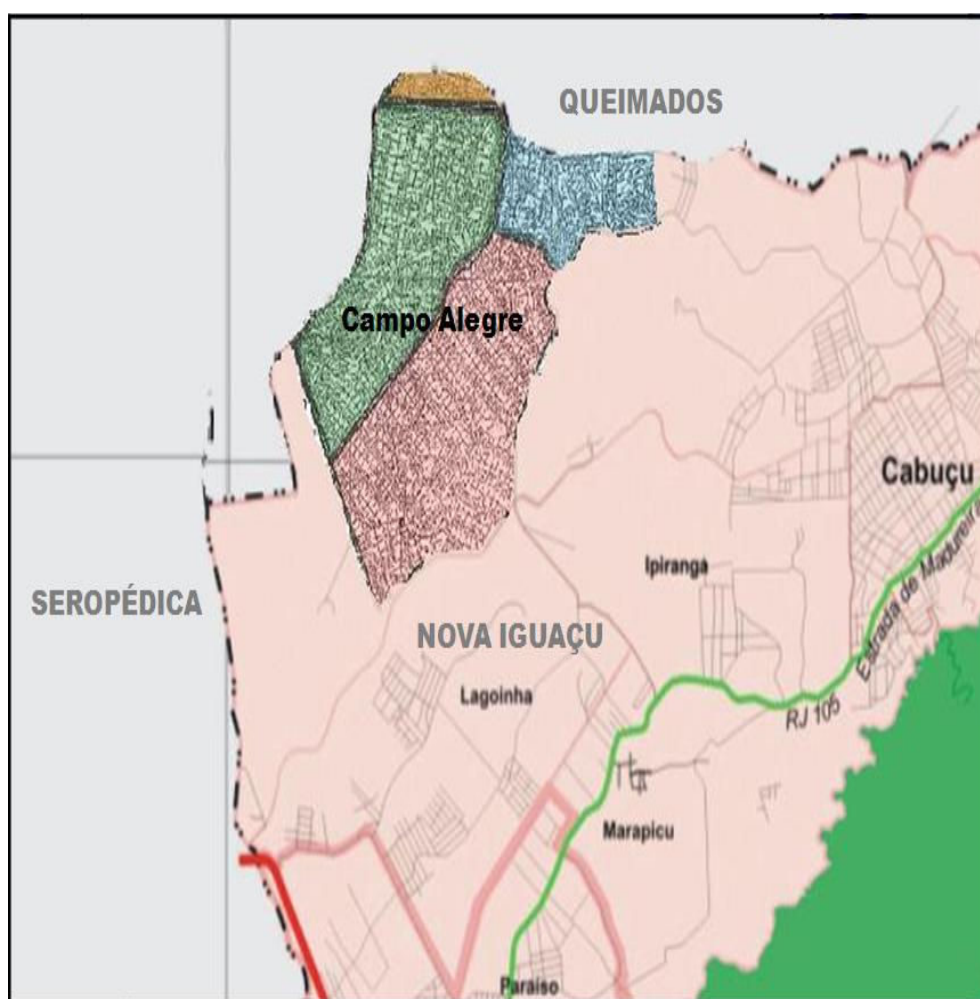 QUEIMADOS
Campo Alegre
Cabuçu
Estrada de Madureira
Ipiranga
SEROPÉDICA
NOVA IGUAÇU
Lagoinha
RJ 105
Marapicu
Paraíso